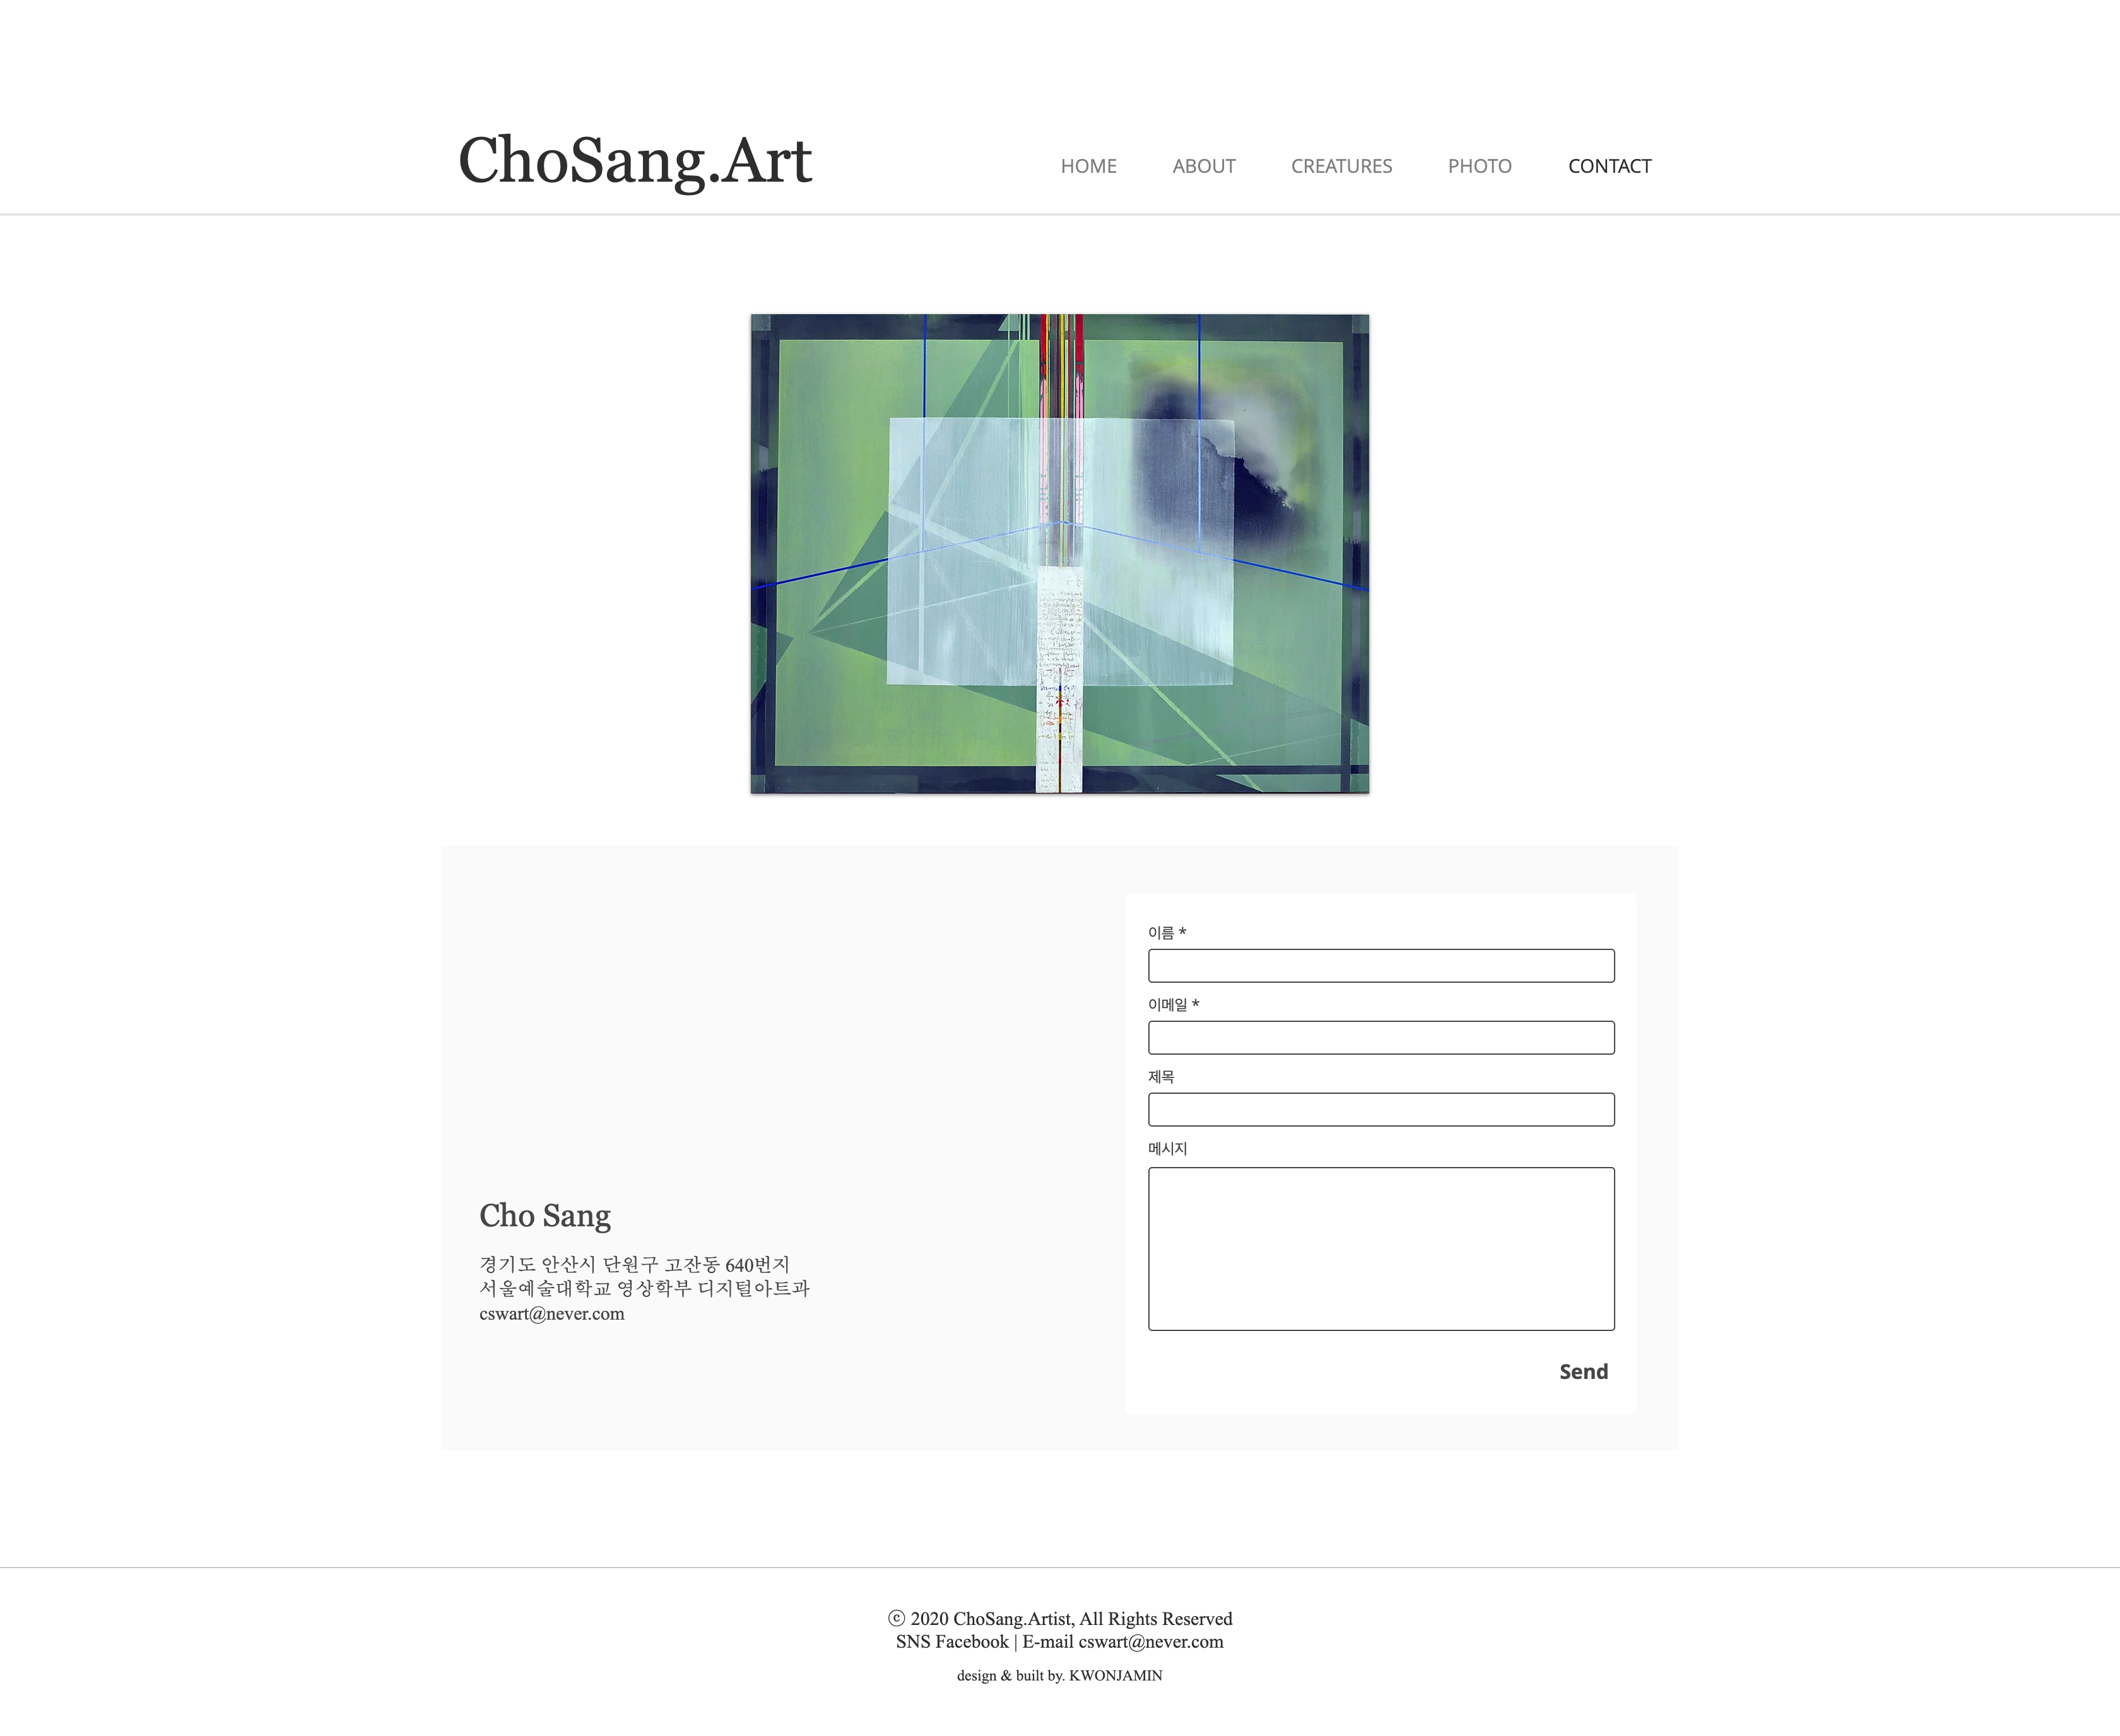 ChoSang.Art
HOME ABOUT CREATURES PHOTO CONTACT
이름 *
이메일 *
제목
메시지
Send
Cho Sang
경기도 안산시 단원구 고잔동 640번지
서울예술대학교 영상학부 디지털아트과
cswart@never.com
ⓒ 2020 ChoSang.Artist, All Rights Reserved
SNS Facebook | E-mail cswart@never.com
design & built by. KWONJAMIN